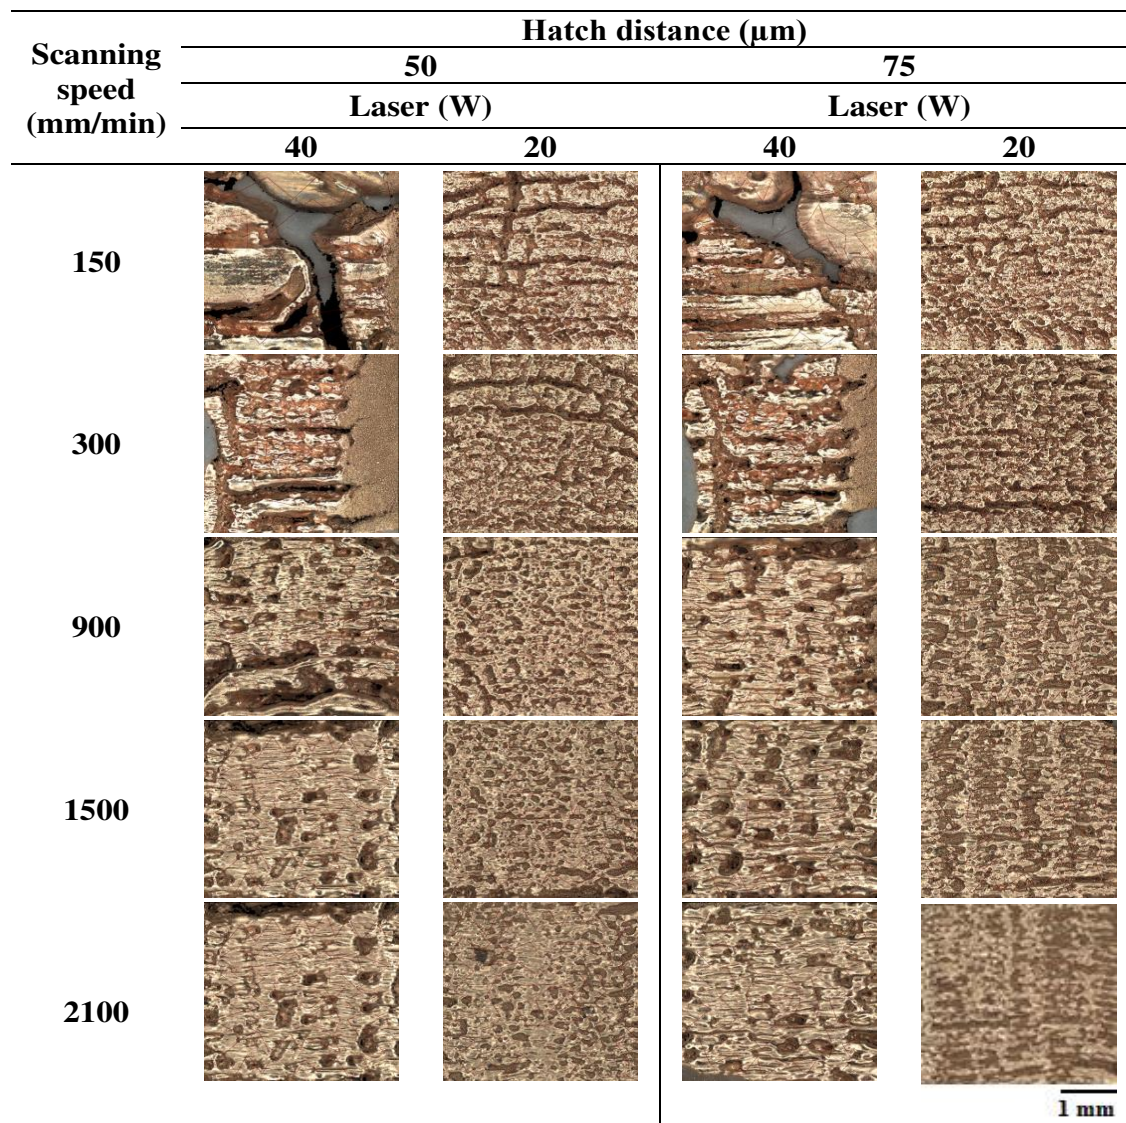 Hatch distance (µm)
Scanning speed (mm/min)
50 75
Laser (W) Laser (W)
40 20 40 20
150
300
900
1500
2100
1 mm